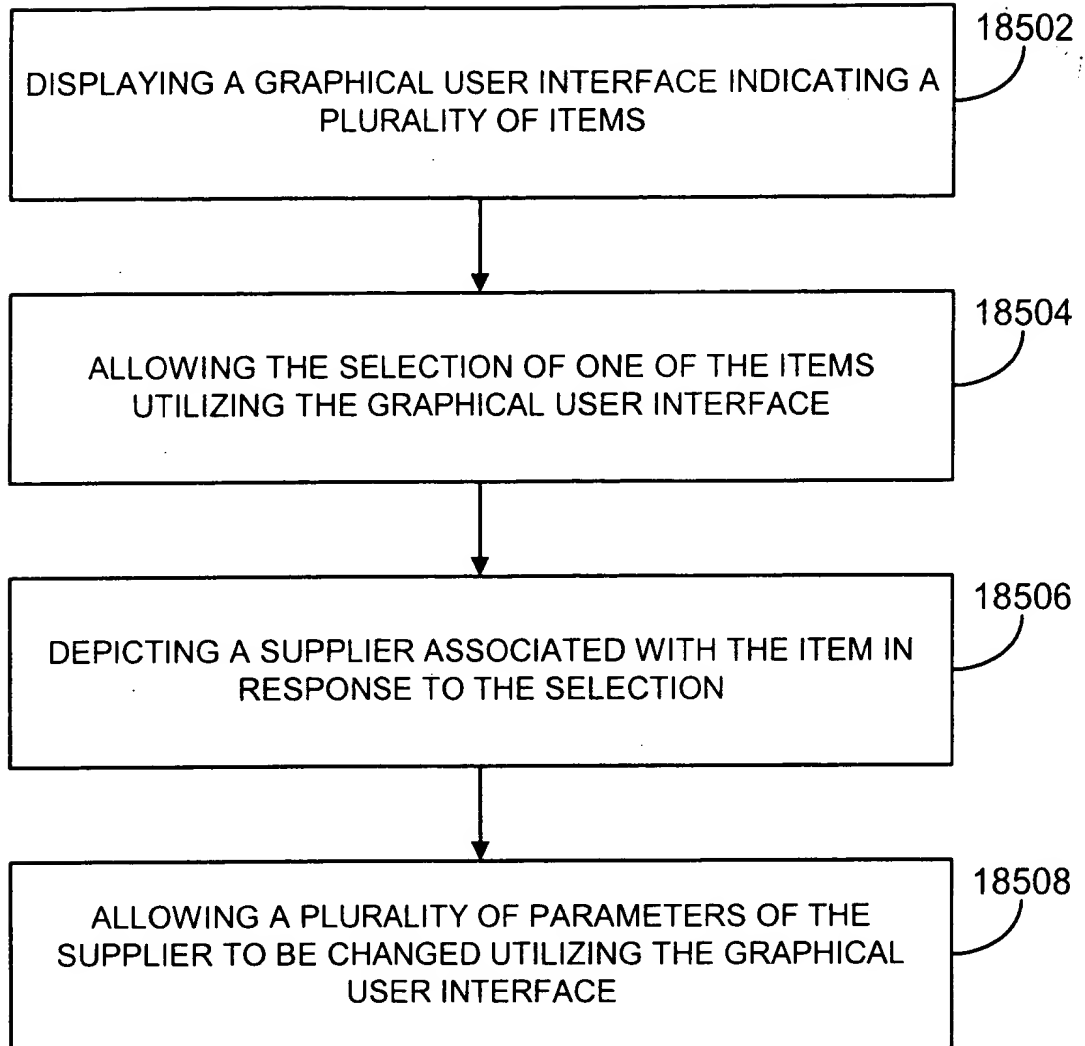 18502
DISPLAYING A GRAPHICAL USER INTERFACE INDICATING A
PLURALITY OF ITEMS
18504
ALLOWING THE SELECTION OF ONE OF THE ITEMS
UTILIZING THE GRAPHICAL USER INTERFACE
18506
DEPICTING A SUPPLIER ASSOCIATED WITH THE ITEM IN
RESPONSE TO THE SELECTION
18508
ALLOWING A PLURALITY OF PARAMETERS OF THE
SUPPLIER TO BE CHANGED UTILIZING THE GRAPHICAL
USER INTERFACE